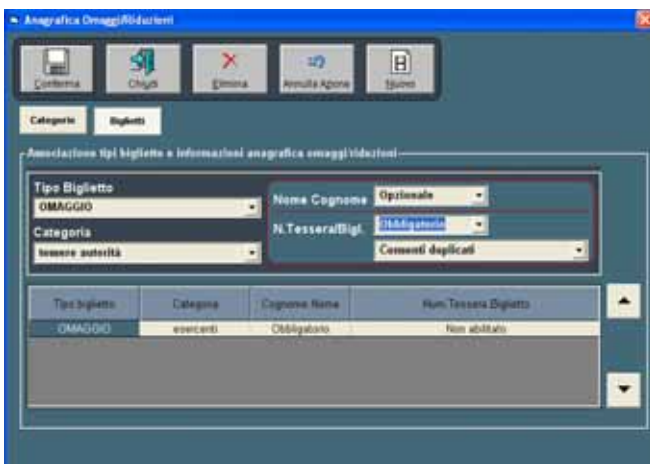 Anagrafica Omaggi/Riduzioni
Conferma Chiudi Elimina Annulla Agg.na Nuovo
Categorie Biglietti
Associazione tipi biglietto e informazioni anagrafica omaggi/riduzioni
Tipo Biglietto
OMAGGIO
Nome Cognome Opzionale
N.Tessera/Bigl. Obbligatorio
Categoria
tessere autorità
Consenti duplicati
Tipo biglietto Categoria Cognome Nome Num.Tessera Biglietto
OMAGGIO esercenti Obbligatorio Non abilitato